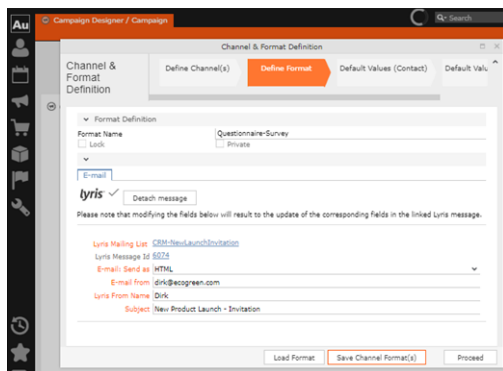 Au
Campaign Designer / Campaign
Search
Channel & Format Definition
Channel &
Format
Definition
Define Channel(s)
Define Format
Default Values (Contact)
Default Valu
Format Definition
Format Name
Questionnaire-Survey
Lock
Private
E-mail
lyris
Detach message
Please note that modifying the fields below will result to the update of the corresponding fields in the linked Lyris message.
Lyris Mailing List CRM-NewLaunchInvitation
Lyris Message Id 6074
E-mail: Send as HTML
E-mail from dirk@ecogreen.com
Lyris From Name Dirk
Subject New Product Launch - Invitation
Load Format
Save Channel Format(s)
Proceed